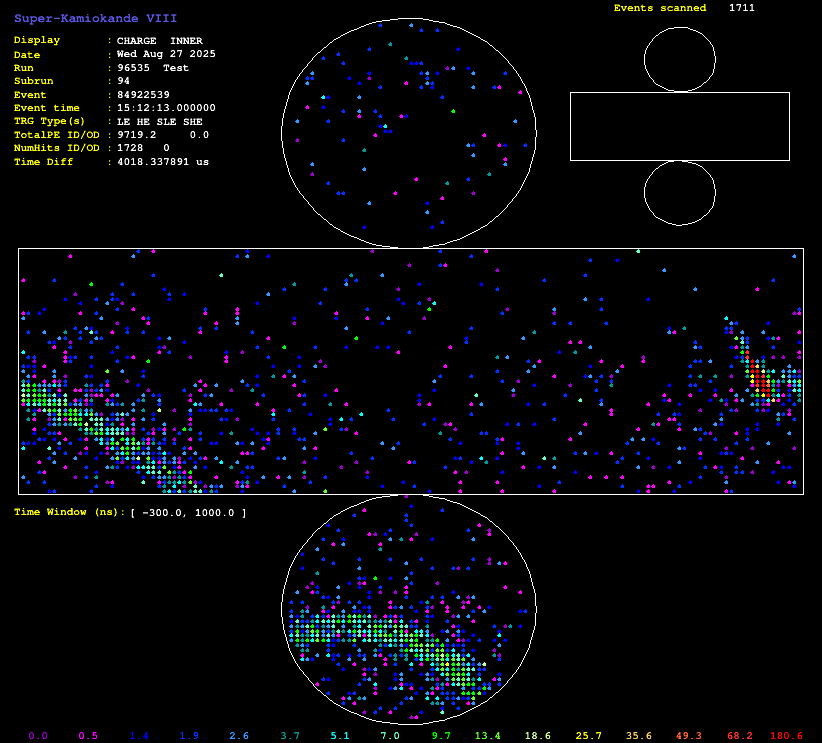 Super-Kamiokande VIII
Events scanned 1711
Display : CHARGE INNER
Date : Wed Aug 27 2025
Run : 96535 Test
Subrun : 94
Event : 84922539
Event time : 15:12:13.000000
TRG Type(s) : LE HE SLE SHE
TotalPE ID/OD : 9719.2 0.0
NumHits ID/OD : 1728 0
Time Diff : 4018.337891 us
Time Window (ns): [ -300.0, 1000.0 ]
0.0 0.5 1.4 1.9 2.6 3.7 5.1 7.0 9.7 13.4 18.6 25.7 35.6 49.3 68.2 180.6